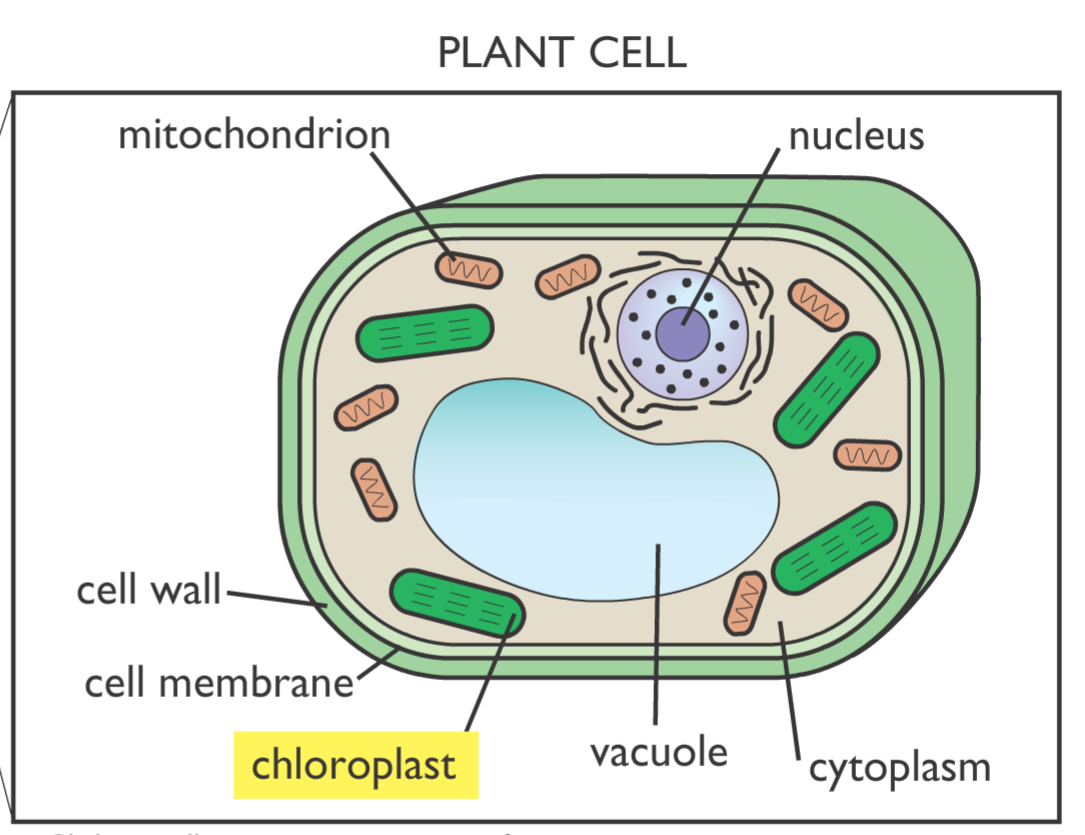 PLANT CELL
mitochondrion
nucleus
cell wall
cell membrane
chloroplast
vacuole
cytoplasm